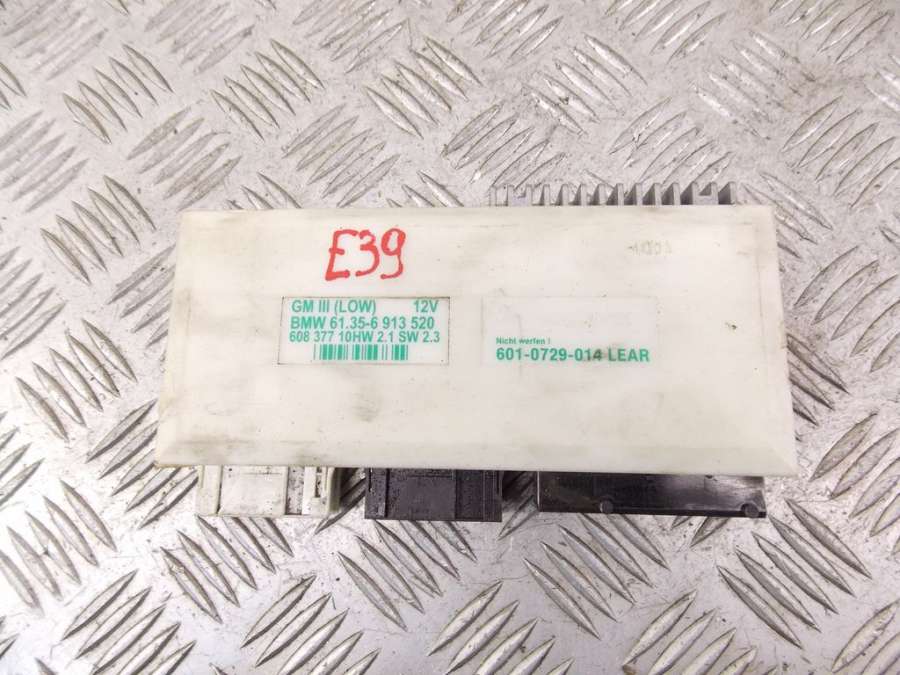 E39
GM III (LOW) 12V
BMW 61.35-6 913 520
608 377 10HW 2.1 SW 2.3
Nicht werfen !
601-0729-014 LEAR